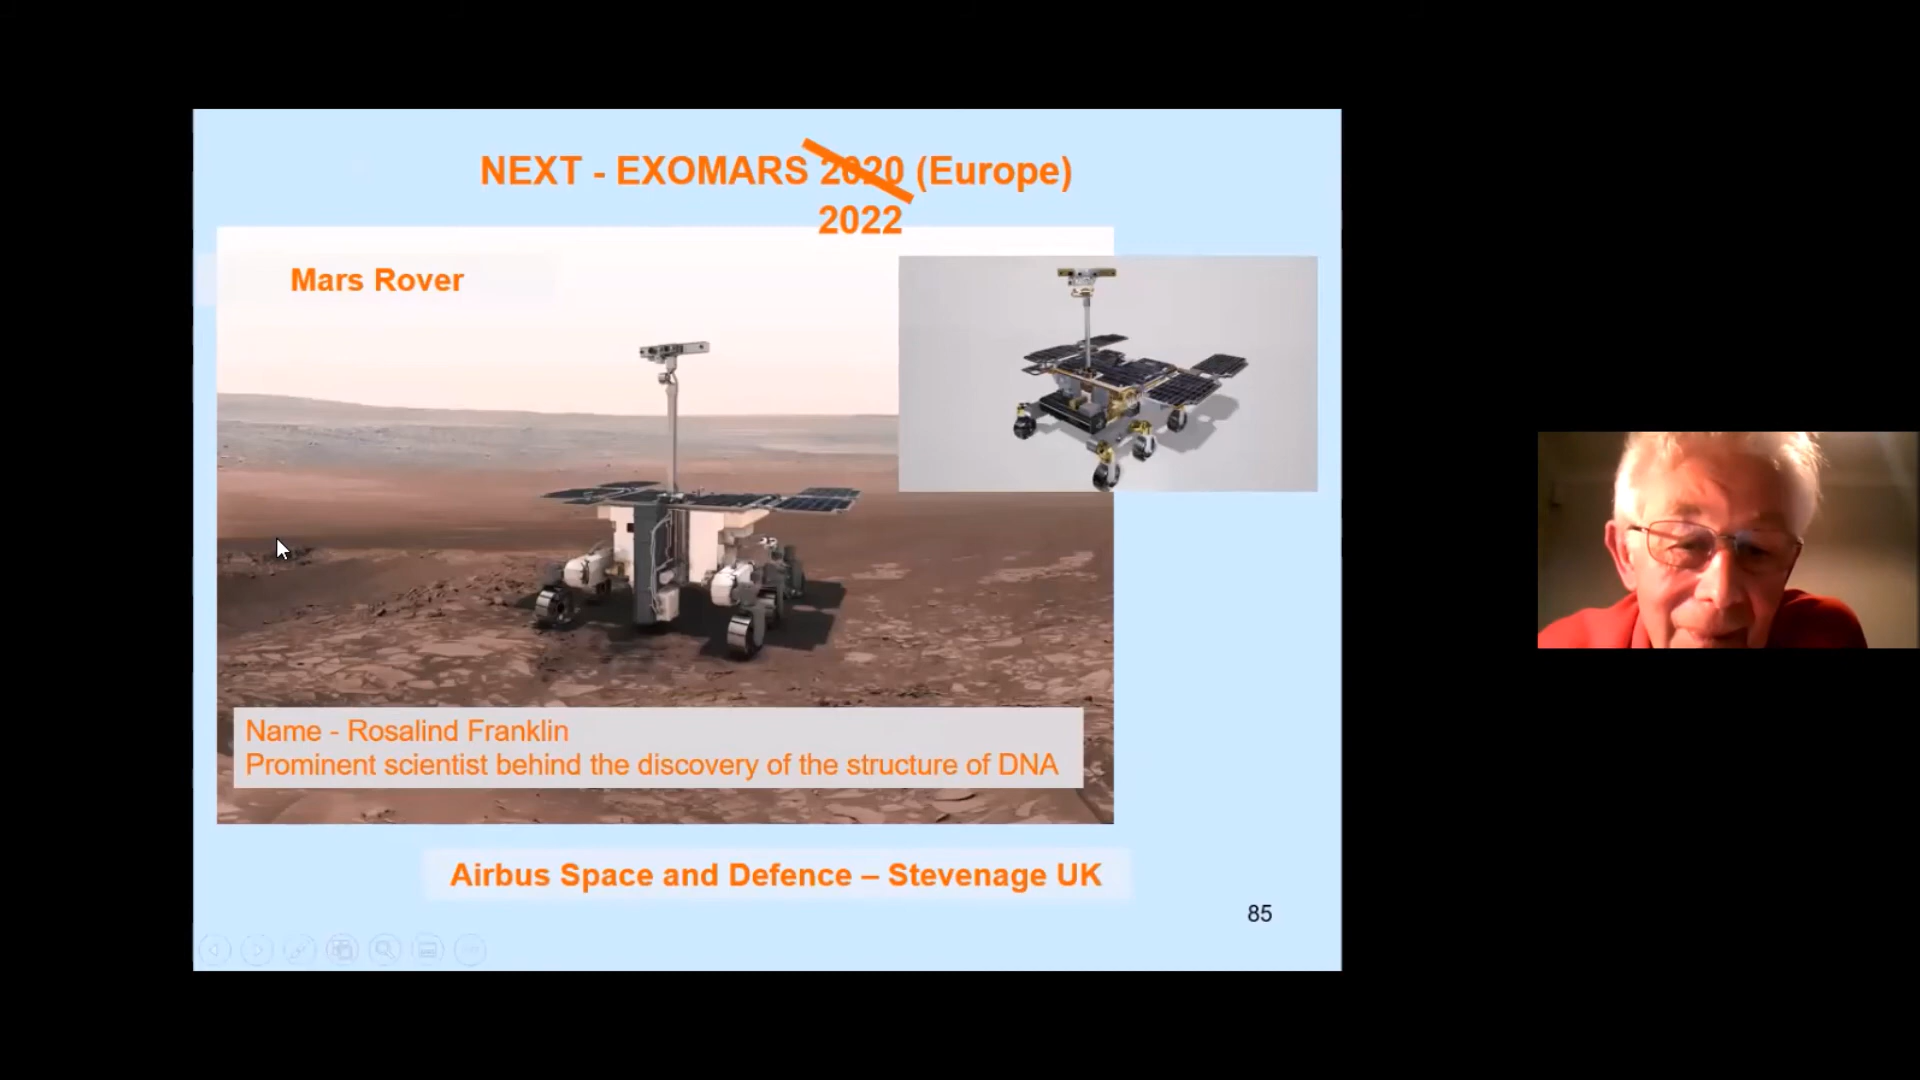 NEXT - EXOMARS 2020 (Europe)
2022
Mars Rover
Name - Rosalind Franklin
Prominent scientist behind the discovery of the structure of DNA
Airbus Space and Defence – Stevenage UK
85